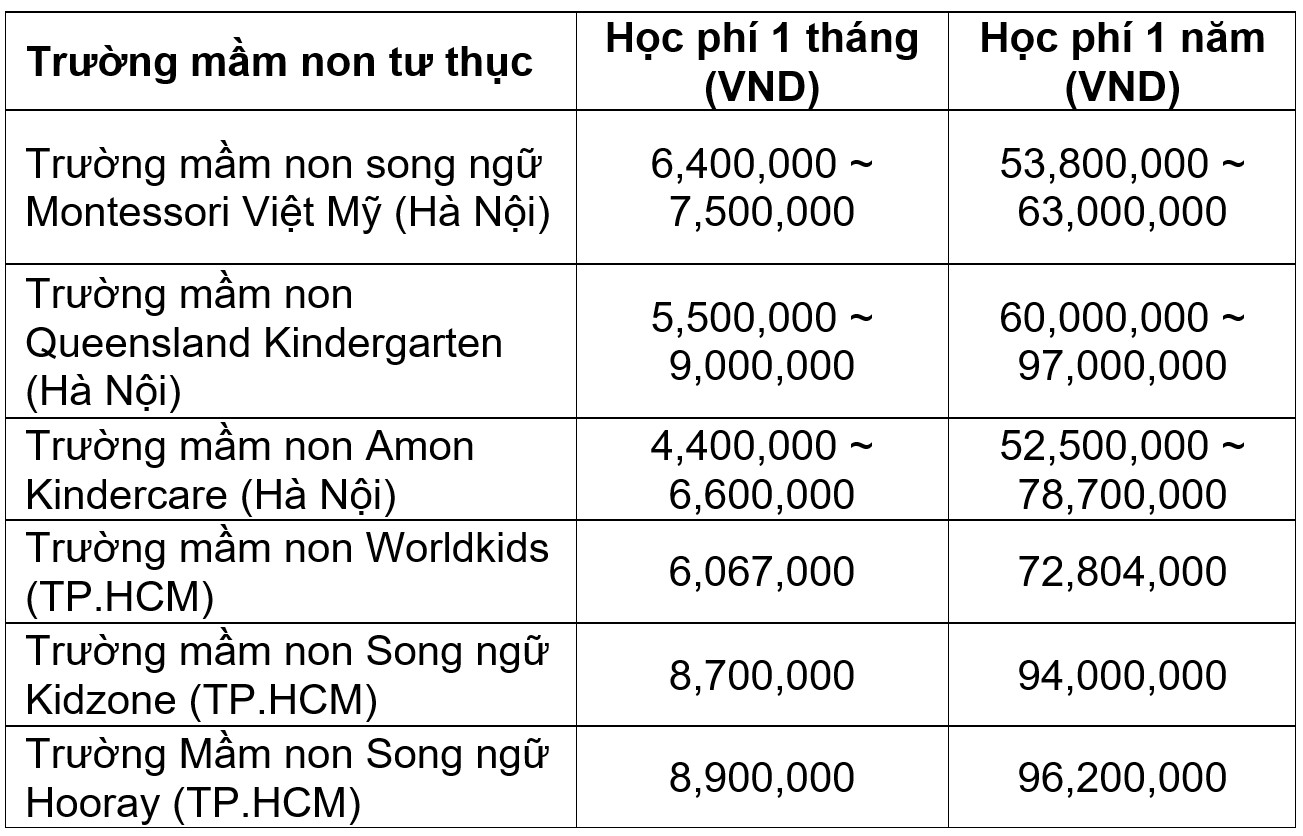 Trường mầm non tư thục
Học phí 1 tháng
(VND)
Học phí 1 năm
(VND)
Trường mầm non song ngữ
Montessori Việt Mỹ (Hà Nội)
6,400,000 ~
7,500,000
53,800,000 ~
63,000,000
Trường mầm non
Queensland Kindergarten
(Hà Nội)
5,500,000 ~
9,000,000
60,000,000 ~
97,000,000
Trường mầm non Amon
Kindercare (Hà Nội)
4,400,000 ~
6,600,000
52,500,000 ~
78,700,000
Trường mầm non Worldkids
(TP.HCM)
6,067,000
72,804,000
Trường mầm non Song ngữ
Kidzone (TP.HCM)
8,700,000
94,000,000
Trường Mầm non Song ngữ
Hooray (TP.HCM)
8,900,000
96,200,000